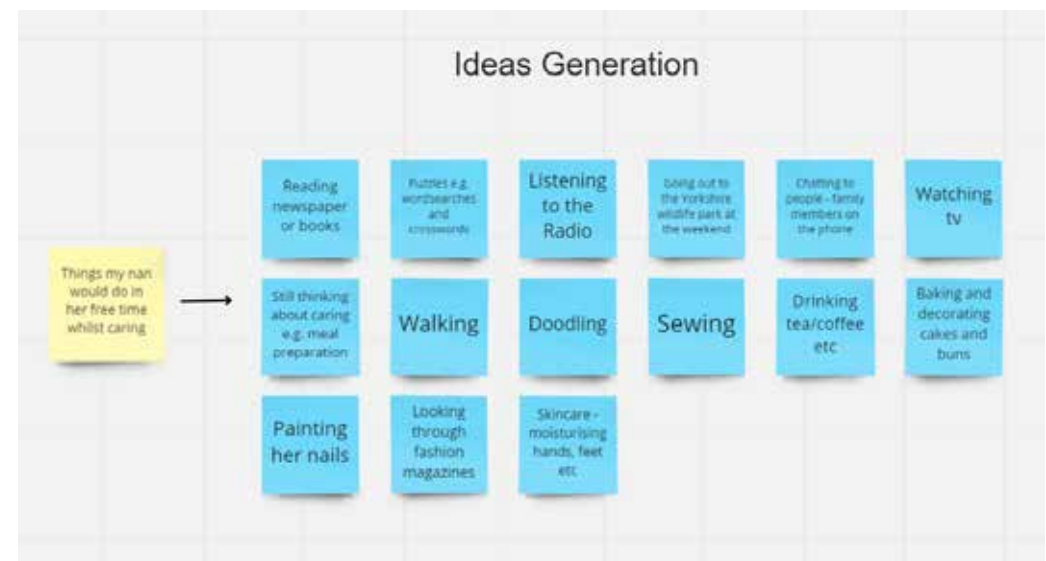 Ideas Generation
Reading
newspaper
or books
Puzzles e.g.
wordsearches
and
crosswords
Listening
to the
Radio
Going out to
the Yorkshire
wildlife park at
the weekend
Chatting to
people - family
members on
the phone
Watching
tv
Things my nan
would do in
her free time
whilst caring
Still thinking
about caring
e.g. meal
preparation
Walking
Doodling
Sewing
Drinking
tea/coffee
etc
Baking and
decorating
cakes and
buns
Painting
her nails
Looking
through
fashion
magazines
Skincare -
moisturising
hands, feet
etc